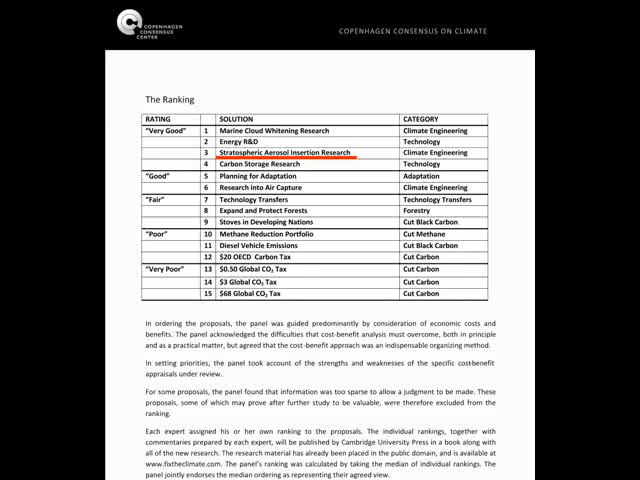 COPENHAGEN
CONSENSUS
CENTER
COPENHAGEN CONSENSUS ON CLIMATE
The Ranking
RATING SOLUTION CATEGORY
“Very Good” 1 Marine Cloud Whitening Research Climate Engineering
2 Energy R&D Technology
3 Stratospheric Aerosol Insertion Research Climate Engineering
4 Carbon Storage Research Technology
“Good” 5 Planning for Adaptation Adaptation
6 Research into Air Capture Climate Engineering
“Fair” 7 Technology Transfers Technology Transfers
8 Expand and Protect Forests Forestry
9 Stoves in Developing Nations Cut Black Carbon
“Poor” 10 Methane Reduction Portfolio Cut Methane
11 Diesel Vehicle Emissions Cut Black Carbon
12 $20 OECD Carbon Tax Cut Carbon
“Very Poor” 13 $0.50 Global CO₂ Tax Cut Carbon
14 $3 Global CO₂ Tax Cut Carbon
15 $68 Global CO₂ Tax Cut Carbon
In ordering the proposals, the panel was guided predominantly by consideration of economic costs and
benefits. The panel acknowledged the difficulties that cost-benefit analysis must overcome, both in principle
and as a practical matter, but agreed that the cost-benefit approach was an indispensable organizing method.
In setting priorities, the panel took account of the strengths and weaknesses of the specific cost-benefit
appraisals under review.
For some proposals, the panel found that information was too sparse to allow a judgment to be made. These
proposals, some of which may prove after further study to be valuable, were therefore excluded from the
ranking.
Each expert assigned his or her own ranking to the proposals. The individual rankings, together with
commentaries prepared by each expert, will be published by Cambridge University Press in a book along with
all of the new research. The research material has already been placed in the public domain, and is available at
www.fixtheclimate.com. The panel's ranking was calculated by taking the median of individual rankings. The
panel jointly endorses the median ordering as representing their agreed view.